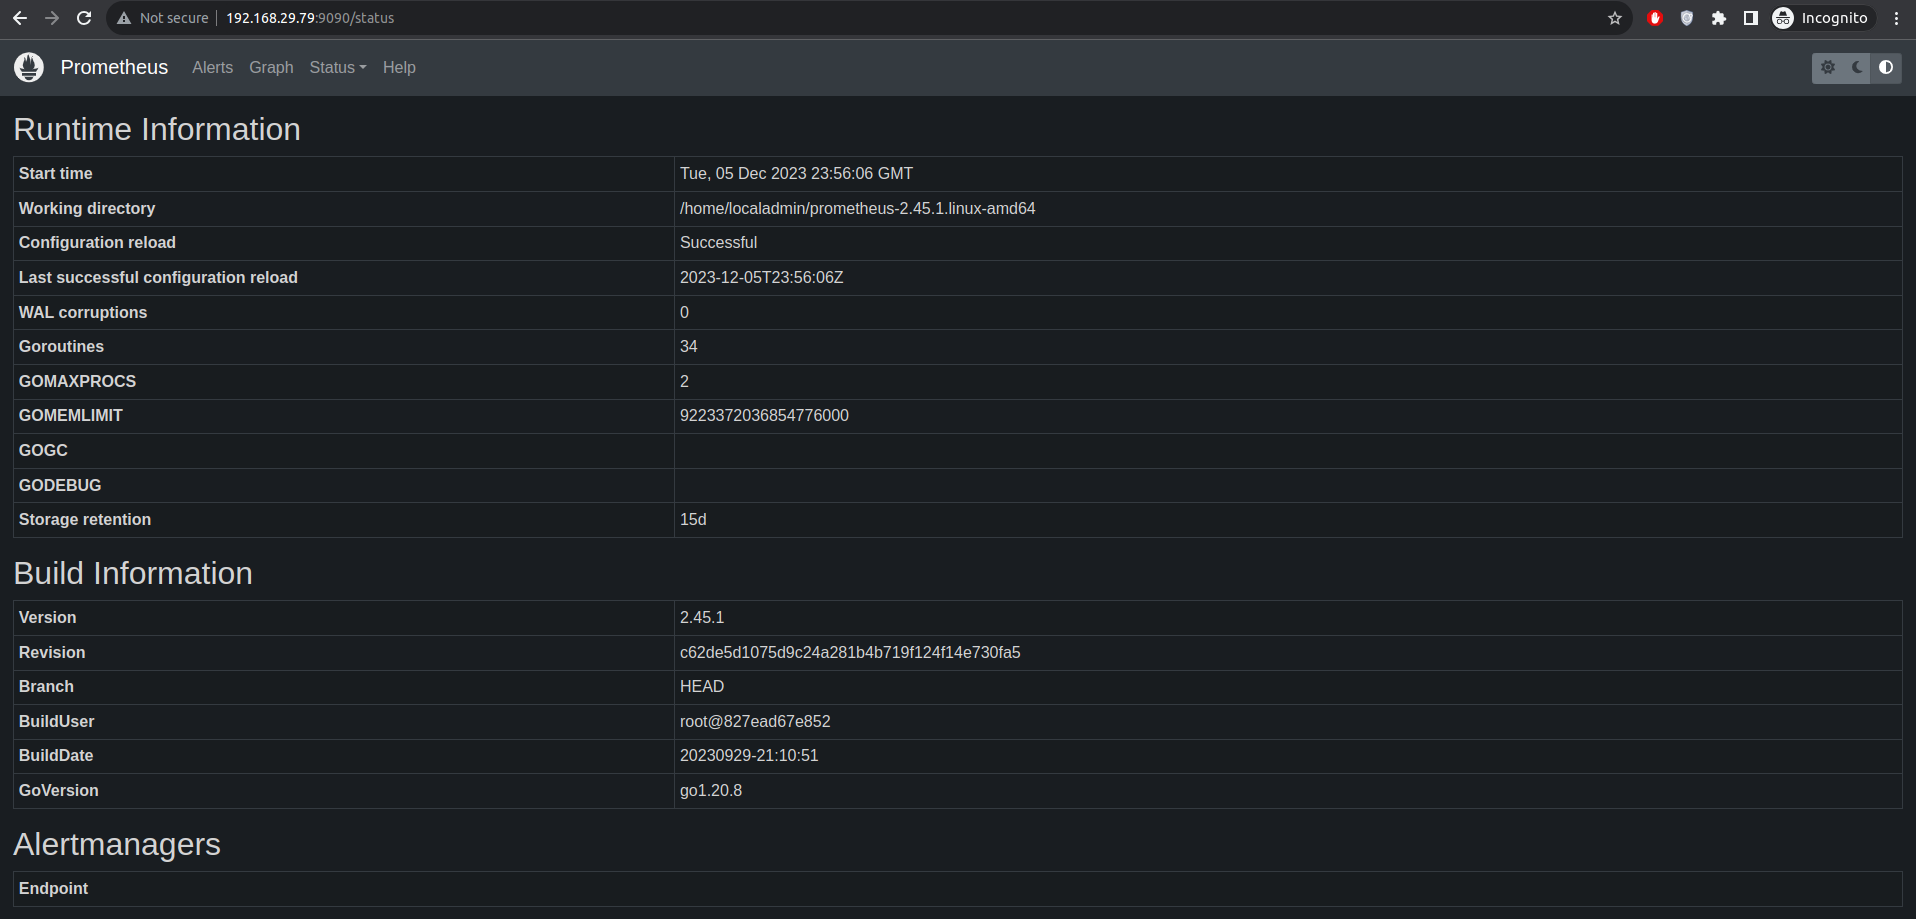 Not secure 192.168.29.79:9090/status Incognito
Prometheus Alerts Graph Status Help
Runtime Information
Start time Tue, 05 Dec 2023 23:56:06 GMT
Working directory /home/localadmin/prometheus-2.45.1.linux-amd64
Configuration reload Successful
Last successful configuration reload 2023-12-05T23:56:06Z
WAL corruptions 0
Goroutines 34
GOMAXPROCS 2
GOMEMLIMIT 9223372036854776000
GOGC
GODEBUG
Storage retention 15d
Build Information
Version 2.45.1
Revision c62de5d1075d9c24a281b4b719f124f14e730fa5
Branch HEAD
BuildUser root@827ead67e852
BuildDate 20230929-21:10:51
GoVersion go1.20.8
Alertmanagers
Endpoint